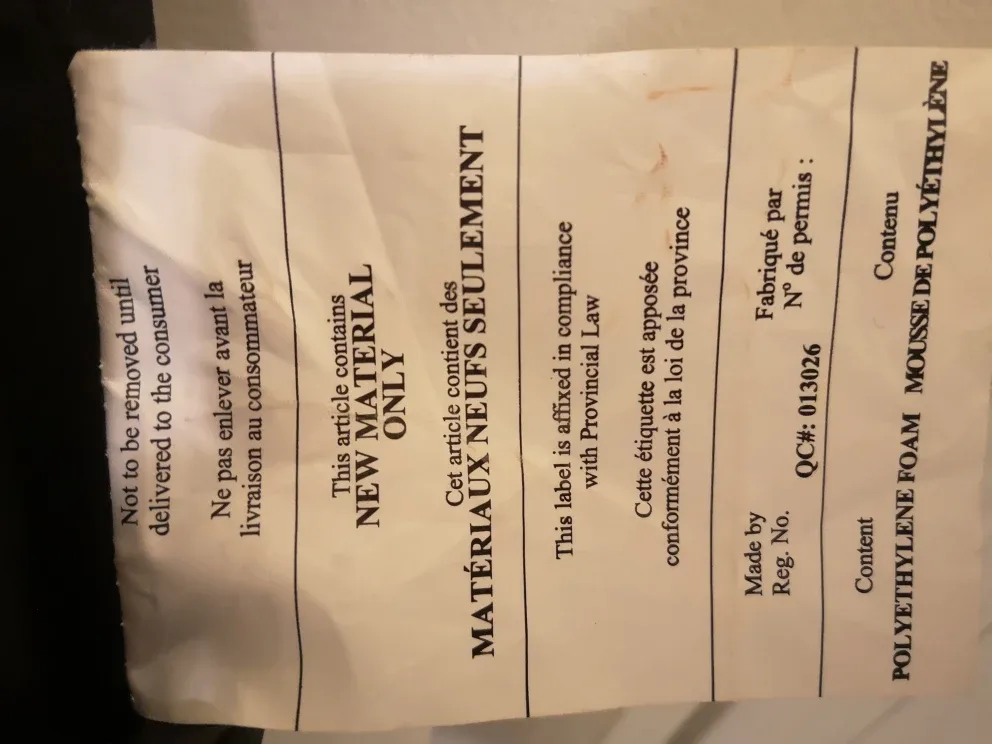 Not to be removed until
delivered to the consumer
Ne pas enlever avant la
livraison au consommateur
This article contains
NEW MATERIAL
ONLY
Cet article contient des
MATÉRIAUX NEUFS SEULEMENT
This label is affixed in compliance
with Provincial Law
Cette étiquette est apposée
conformément à la loi de la province
Made by Fabriqué par
Reg. No. Nº de permis :
QC#: 013026
Content Contenu
POLYETHYLENE FOAM MOUSSE DE POLYÉTHYLÈNE